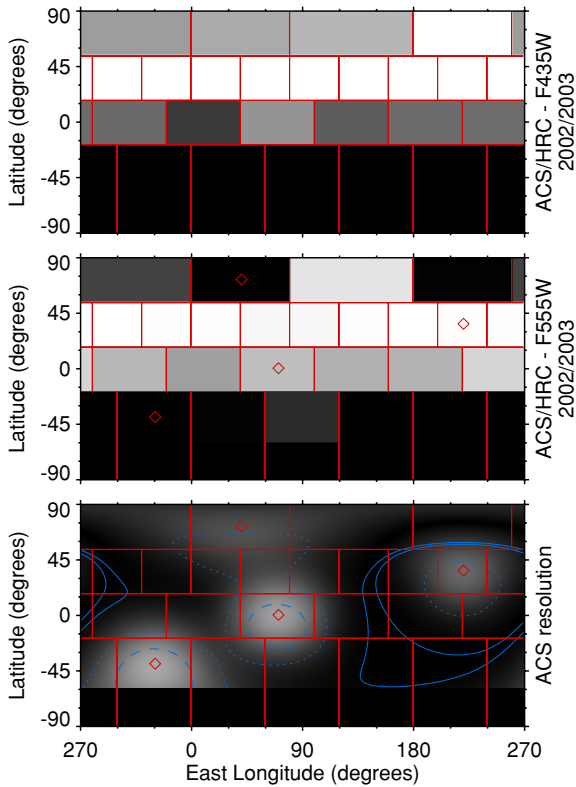 90
45
0
-45
-90
Latitude (degrees)
ACS/HRC - F435W
2002/2003
90
45
0
-45
-90
Latitude (degrees)
ACS/HRC - F555W
2002/2003
90
45
0
-45
-90
Latitude (degrees)
ACS resolution
270 0 90 180 270
East Longitude (degrees)